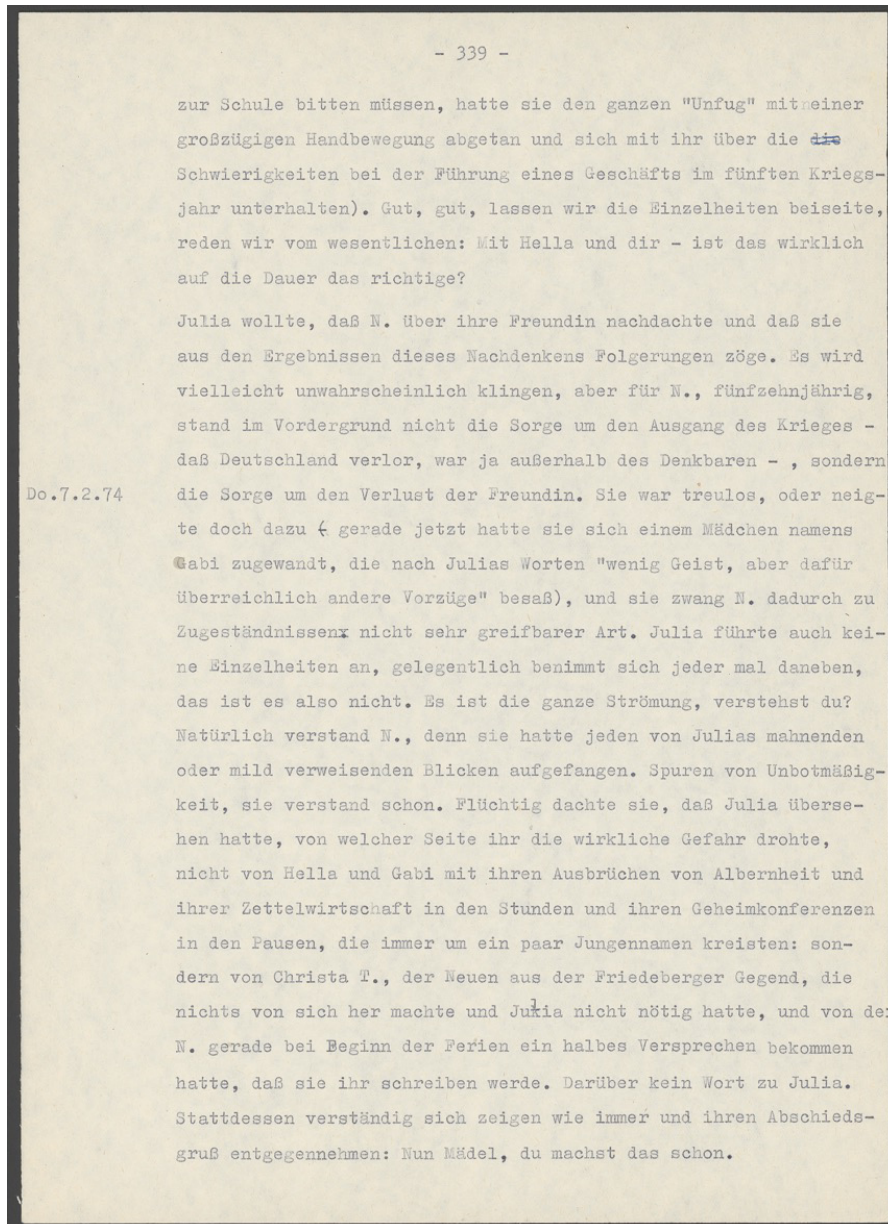 - 339 -
zur Schule bitten müssen, hatte sie den ganzen "Unfug" mit einer
großzügigen Handbewegung abgetan und sich mit ihr über die die
Schwierigkeiten bei der Führung eines Geschäfts im fünften Kriegs-
jahr unterhalten). Gut, gut, lassen wir die Einzelheiten beiseite,
reden wir vom wesentlichen: Mit Hella und dir - ist das wirklich
auf die Dauer das richtige?
Julia wollte, daß N. über ihre Freundin nachdachte und daß sie
aus den Ergebnissen dieses Nachdenkens Folgerungen zöge. Es wird
vielleicht unwahrscheinlich klingen, aber für N., fünfzehnjährig,
stand im Vordergrund nicht die Sorge um den Ausgang des Krieges -
daß Deutschland verlor, war ja außerhalb des Denkbaren - , sondern
Do.7.2.74 die Sorge um den Verlust der Freundin. Sie war treulos, oder neig-
te doch dazu ( gerade jetzt hatte sie sich einem Mädchen namens
Gabi zugewandt, die nach Julias Worten "wenig Geist, aber dafür
überreichlich andere Vorzüge" besaß), und sie zwang N. dadurch zu
Zugeständnissen nicht sehr greifbarer Art. Julia führte auch kei-
ne Einzelheiten an, gelegentlich benimmt sich jeder mal daneben,
das ist es also nicht. Es ist die ganze Strömung, verstehst du?
Natürlich verstand N., denn sie hatte jeden von Julias mahnenden
oder mild verweisenden Blicken aufgefangen. Spuren von Unbotmäßig-
keit, sie verstand schon. Flüchtig dachte sie, daß Julia überse-
hen hatte, von welcher Seite ihr die wirkliche Gefahr drohte,
nicht von Hella und Gabi mit ihren Ausbrüchen von Albernheit und
ihrer Zettelwirtschaft in den Stunden und ihren Geheimkonferenzen
in den Pausen, die immer um ein paar Jungennamen kreisten: son-
dern von Christa T., der Neuen aus der Friedeberger Gegend, die
nichts von sich her machte und Julia nicht nötig hatte, und von der
N. gerade bei Beginn der Ferien ein halbes Versprechen bekommen
hatte, daß sie ihr schreiben werde. Darüber kein Wort zu Julia.
Stattdessen verständig sich zeigen wie immer und ihren Abschieds-
gruß entgegennehmen: Nun Mädel, du machst das schon.